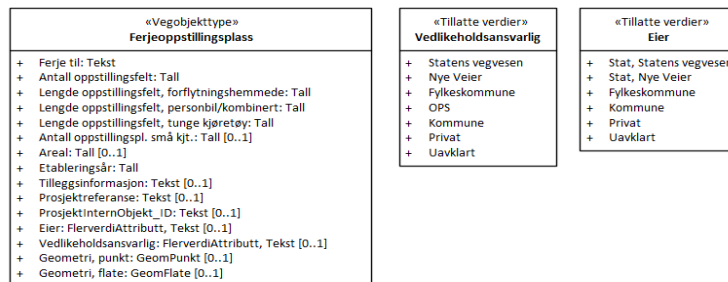 «Vegobjekttype»
Ferjeoppstillingsplass
+ Ferje til: Tekst
+ Antall oppstillingsfelt: Tall
+ Lengde oppstillingsfelt, forflytningshemmede: Tall
+ Lengde oppstillingsfelt, personbil/kombinert: Tall
+ Lengde oppstillingsfelt, tunge kjøretøy: Tall
+ Antall oppstillingspl. små kjt.: Tall [0..1]
+ Areal: Tall [0..1]
+ Etableringsår: Tall
+ Tilleggsinformasjon: Tekst [0..1]
+ Prosjektreferanse: Tekst [0..1]
+ ProsjektInternObjekt_ID: Tekst [0..1]
+ Eier: FlerverdiAttributt, Tekst [0..1]
+ Vedlikeholdsansvarlig: FlerverdiAttributt, Tekst [0..1]
+ Geometri, punkt: GeomPunkt [0..1]
+ Geometri, flate: GeomFlate [0..1]
«Tillatte verdier»
Vedlikeholdsansvarlig
+ Statens vegvesen
+ Nye Veier
+ Fylkeskommune
+ OPS
+ Kommune
+ Privat
+ Uavklart
«Tillatte verdier»
Eier
+ Stat, Statens vegvesen
+ Stat, Nye Veier
+ Fylkeskommune
+ Kommune
+ Privat
+ Uavklart